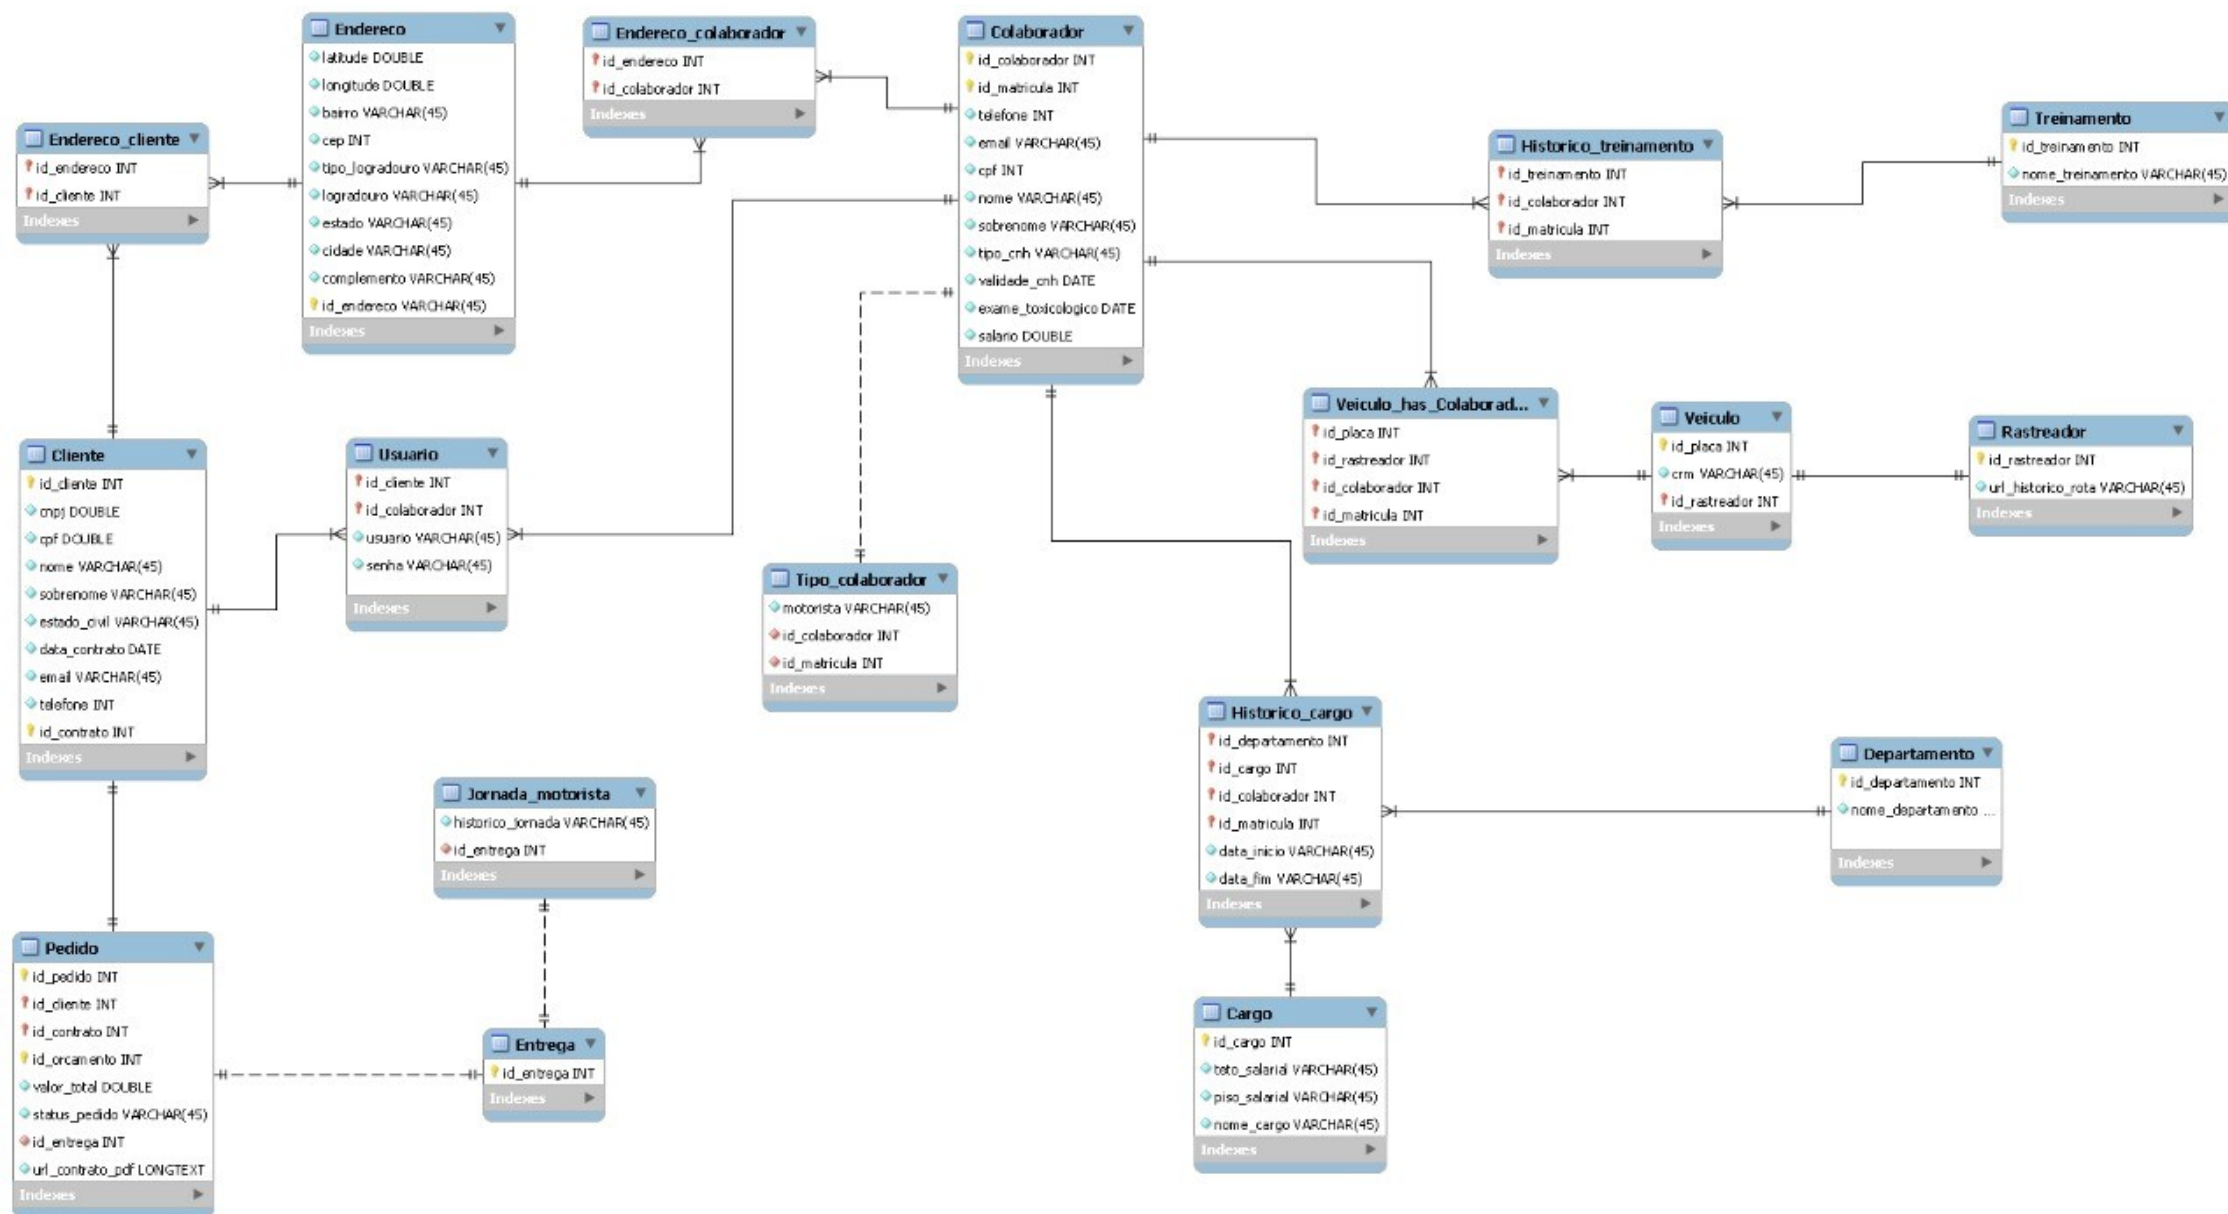 Endereco
latitude DOUBLE
longitude DOUBLE
bairro VARCHAR(45)
cep INT
tipo_logradouro VARCHAR(45)
logradouro VARCHAR(45)
estado VARCHAR(45)
cidade VARCHAR(45)
complemento VARCHAR(45)
id_endereco VARCHAR(45)
Indexes
Endereco_colaborador
id_endereco INT
id_colaborador INT
Indexes
Colaborador
id_colaborador INT
id_matricula INT
telefone INT
email VARCHAR(45)
cpf INT
nome VARCHAR(45)
sobrenome VARCHAR(45)
tipo_cnh VARCHAR(45)
validade_cnh DATE
exame_toxicologico DATE
salario DOUBLE
Indexes
Treinamento
id_treinamento INT
nome_treinamento VARCHAR(45)
Indexes
Endereco_cliente
id_endereco INT
id_cliente INT
Indexes
Historico_treinamento
id_treinamento INT
id_colaborador INT
id_matricula INT
Indexes
Veiculo_has_Colaborad...
id_placa INT
id_rastreador INT
id_colaborador INT
id_matricula INT
Indexes
Veiculo
id_placa INT
crm VARCHAR(45)
id_rastreador INT
Indexes
Rastreador
id_rastreador INT
url_historico_rota VARCHAR(45)
Indexes
Cliente
id_cliente INT
cnpj DOUBLE
cpf DOUBLE
nome VARCHAR(45)
sobrenome VARCHAR(45)
estado_civil VARCHAR(45)
data_contrato DATE
email VARCHAR(45)
telefone INT
id_contrato INT
Indexes
Usuario
id_cliente INT
id_colaborador INT
usuario VARCHAR(45)
senha VARCHAR(45)
Indexes
Tipo_colaborador
motorista VARCHAR(45)
id_colaborador INT
id_matricula INT
Indexes
Historico_cargo
id_departamento INT
id_cargo INT
id_colaborador INT
id_matricula INT
data_inicio VARCHAR(45)
data_fim VARCHAR(45)
Indexes
Departamento
id_departamento INT
nome_departamento ...
Indexes
Jornada_motorista
historico_jornada VARCHAR(45)
id_entrega INT
Indexes
Pedido
id_pedido INT
id_cliente INT
id_contrato INT
id_orcamento INT
valor_total DOUBLE
status_pedido VARCHAR(45)
id_entrega INT
url_contrato_pdf LONGTEXT
Indexes
Entrega
id_entrega INT
Indexes
Cargo
id_cargo INT
teto_salarial VARCHAR(45)
piso_salarial VARCHAR(45)
nome_cargo VARCHAR(45)
Indexes